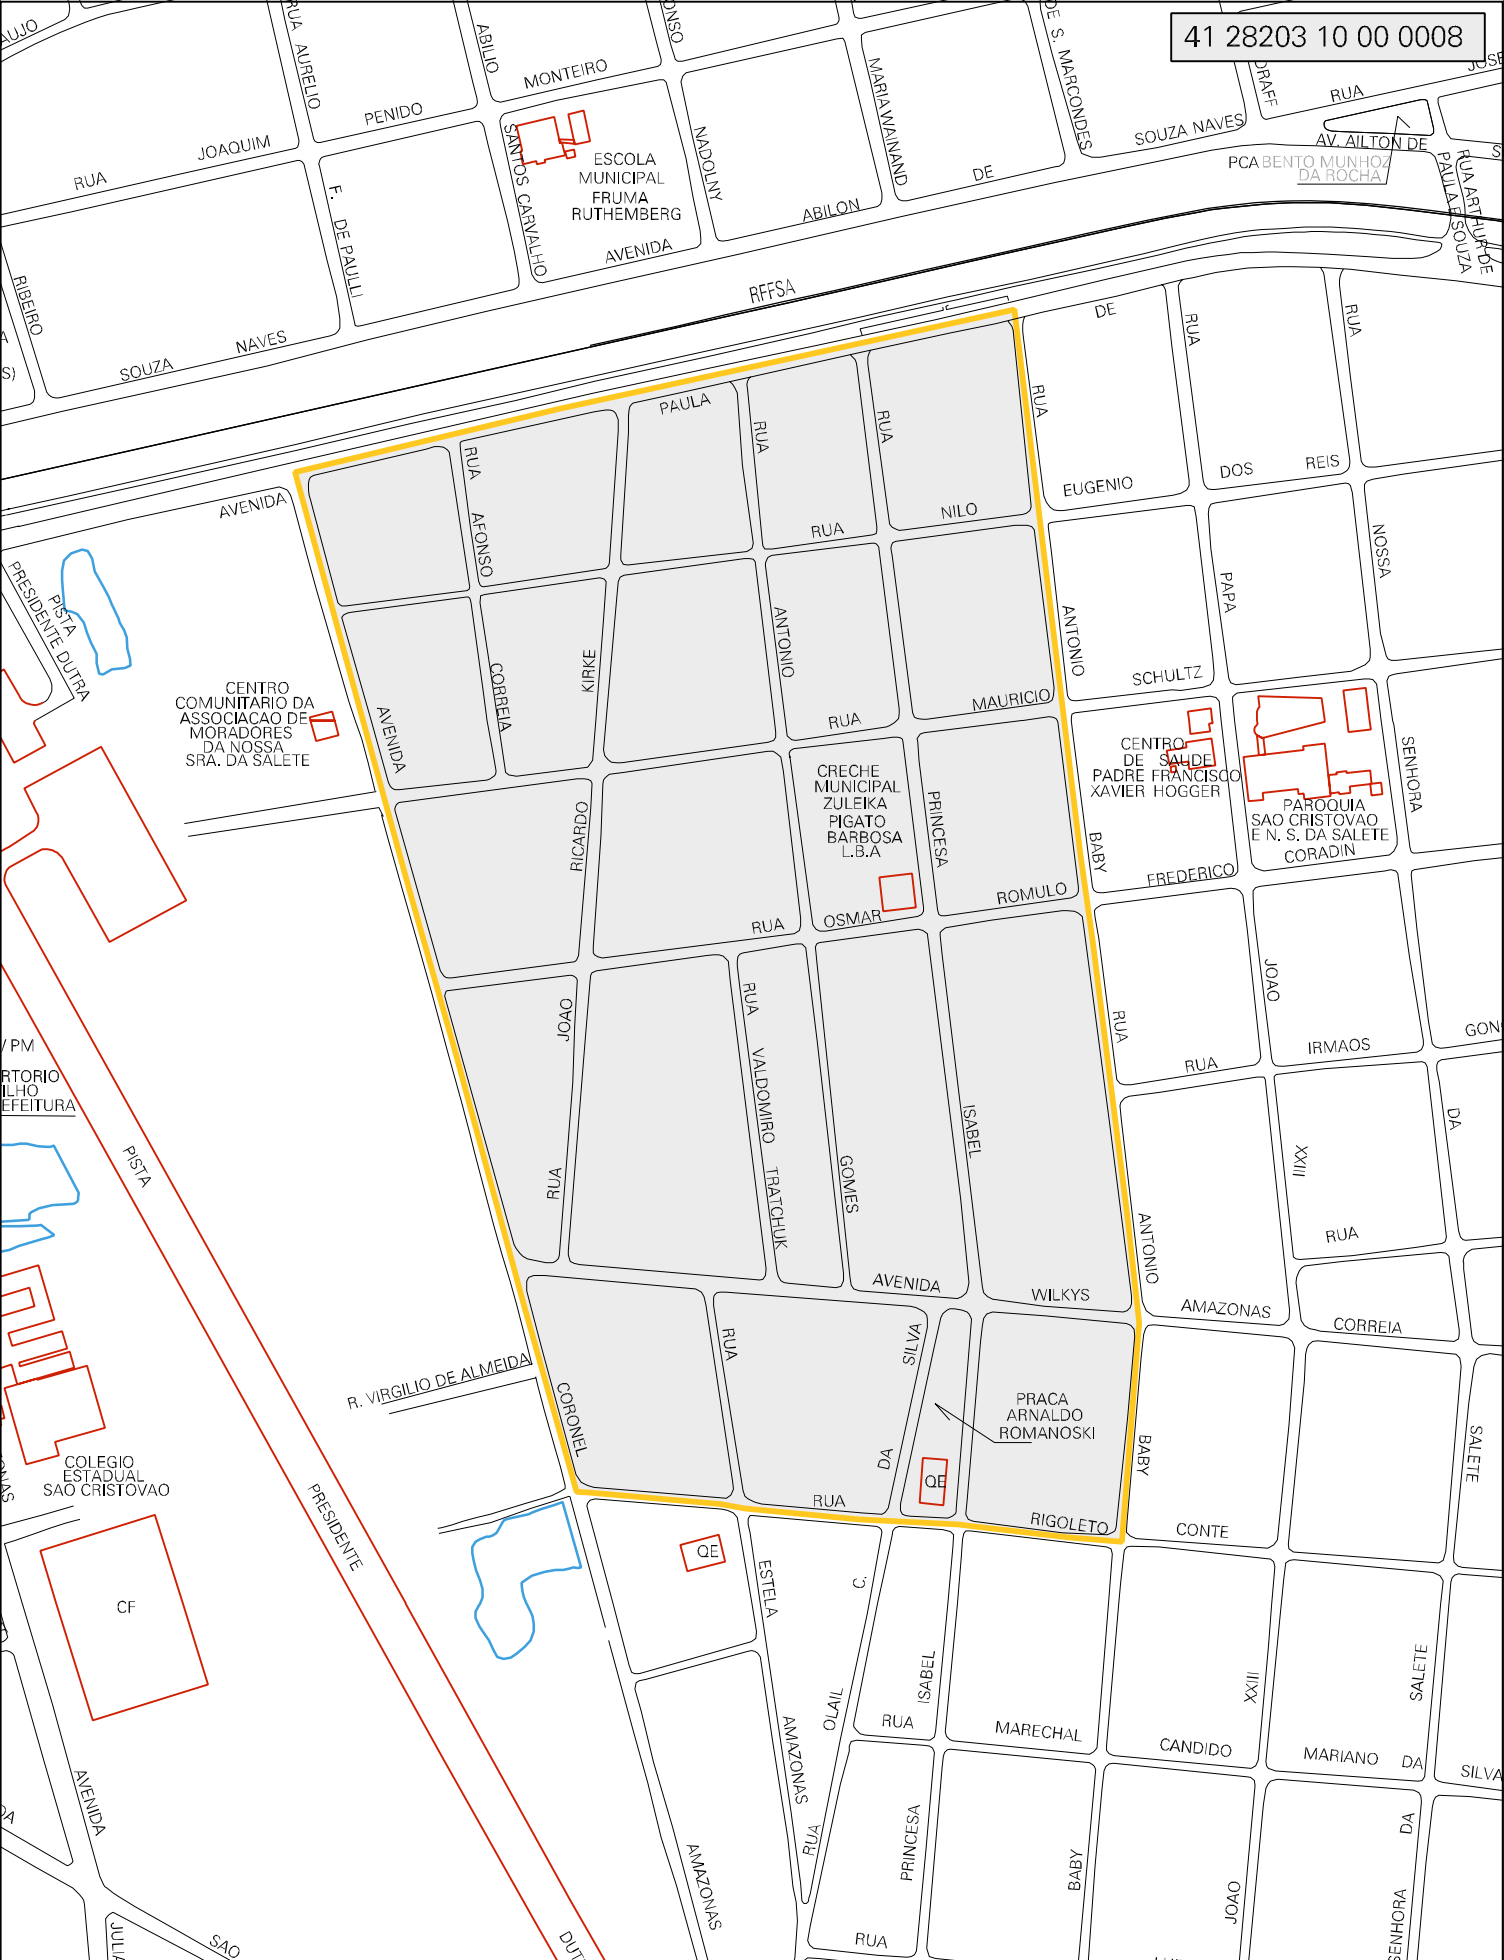 41 28203 10 00 0008
RUA AURELIO
ABILIO
MONTEIRO
PENIDO
JOAQUIM
RUA
SANTOS CARVALHO
ESCOLA
MUNICIPAL
FRUMA
RUTHEMBERG
NADOLNY
MARIA WAINAND
DE S. MARCONDES
SOUZA NAVES
RUA
AV. AILTON DE
PCA BENTO MUNHOZ
DA ROCHA
PAULA E SOUZA
RUA ARTHUR DE
F. DE PAULLI
AVENIDA
ABILON
DE
RIBEIRO
SOUZA
NAVES
RFFSA
DE
RUA
RUA
RUA
PAULA
RUA
RUA
RUA
AFONSO
AVENIDA
RUA
NILO
EUGENIO
DOS
REIS
NOSSA
PISTA
PRESIDENTE DUTRA
CENTRO
COMUNITARIO DA
ASSOCIACAO DE
MORADORES
DA NOSSA
SRA. DA SALETE
AVENIDA
CORREIA
KIRKE
ANTONIO
RUA
MAURICIO
ANTONIO
SCHULTZ
PAPA
CENTRO
DE SAUDE
PADRE FRANCISCO
XAVIER HOGGER
PAROQUIA
SAO CRISTOVAO
E N. S. DA SALETE
CORADIN
SENHORA
CRECHE
MUNICIPAL
ZULEIKA
PIGATO
BARBOSA
L.B.A
PRINCESA
RICARDO
RUA
OSMAR
ROMULO
BABY
FREDERICO
JOAO
RUA
VALDOMIRO
TRATCHUK
JOAO
RUA
RUA
IRMAOS
/ PM
ISABEL
GOMES
RUA
XXIII
DA
RUA
PISTA
AVENIDA
WILKYS
ANTONIO
AMAZONAS
CORREIA
RUA
SILVA
DA
R. VIRGILIO DE ALMEIDA
CORONEL
PRACA
ARNALDO
ROMANOSKI
QE
BABY
SALETE
COLEGIO
ESTADUAL
SAO CRISTOVAO
RUA
RIGOLETO
CONTE
PRESIDENTE
QE
ESTELA
C.
CF
ISABEL
XXIII
SALETE
OLAIL
RUA
MARECHAL
CANDIDO
MARIANO
DA
SILVA
AVENIDA
AMAZONAS
RUA
PRINCESA
BABY
JOAO
DA
AMAZONAS
SAO
RUA